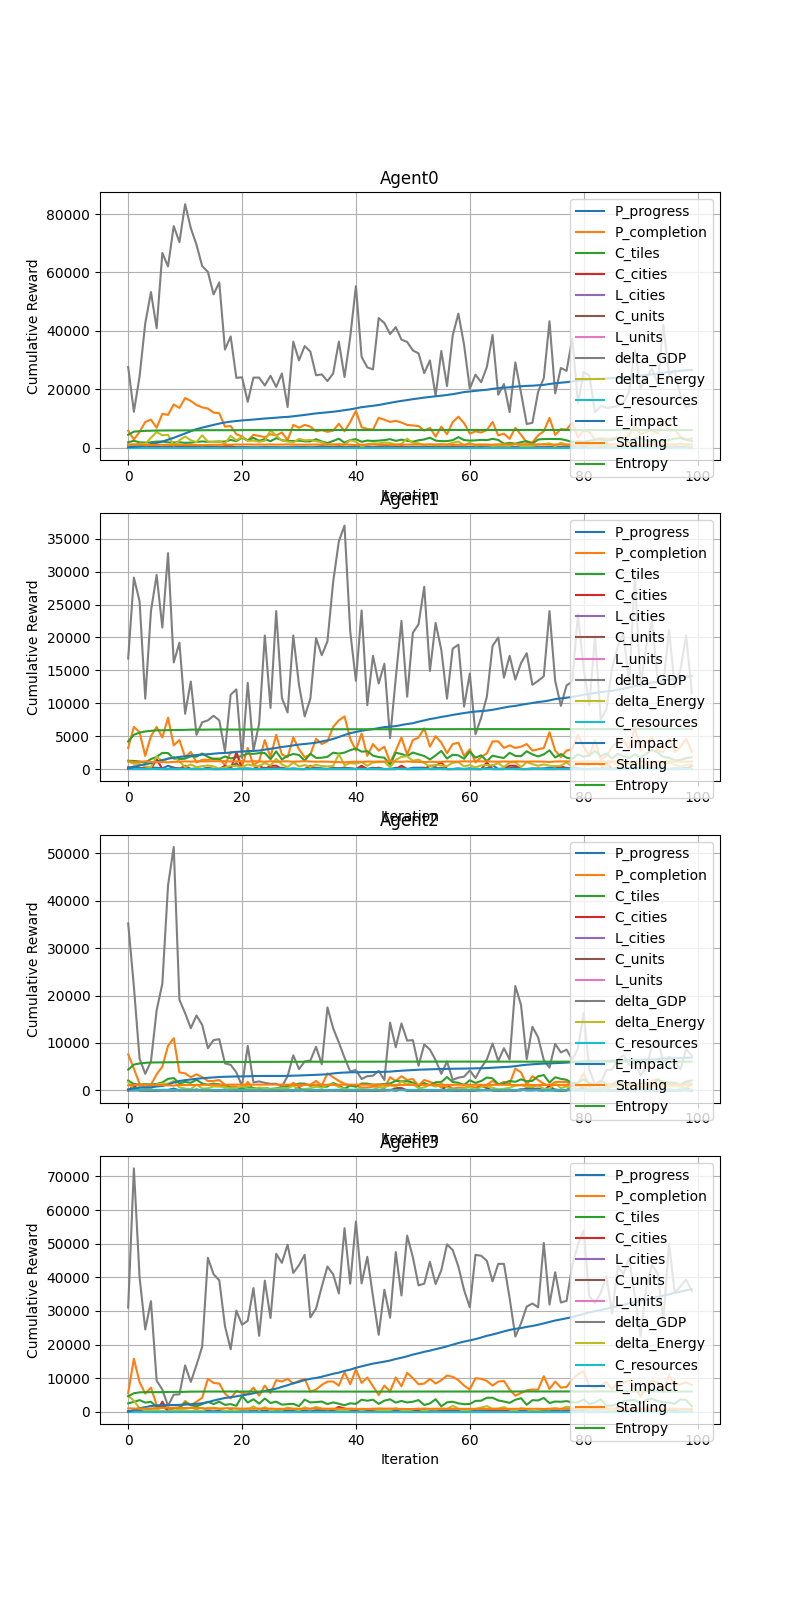 Agent0
Cumulative Reward
80000
60000
40000
20000
0
P_progress
P_completion
C_tiles
C_cities
L_cities
C_units
L_units
delta_GDP
delta_Energy
C_resources
E_impact
Stalling
Entropy
0 20 40 60 80 100
Iteration
Agent1
Cumulative Reward
35000
30000
25000
20000
15000
10000
5000
0
P_progress
P_completion
C_tiles
C_cities
L_cities
C_units
L_units
delta_GDP
delta_Energy
C_resources
E_impact
Stalling
Entropy
0 20 40 60 80 100
Iteration
Agent2
Cumulative Reward
50000
40000
30000
20000
10000
0
P_progress
P_completion
C_tiles
C_cities
L_cities
C_units
L_units
delta_GDP
delta_Energy
C_resources
E_impact
Stalling
Entropy
0 20 40 60 80 100
Iteration
Agent3
Cumulative Reward
70000
60000
50000
40000
30000
20000
10000
0
P_progress
P_completion
C_tiles
C_cities
L_cities
C_units
L_units
delta_GDP
delta_Energy
C_resources
E_impact
Stalling
Entropy
0 20 40 60 80 100
Iteration